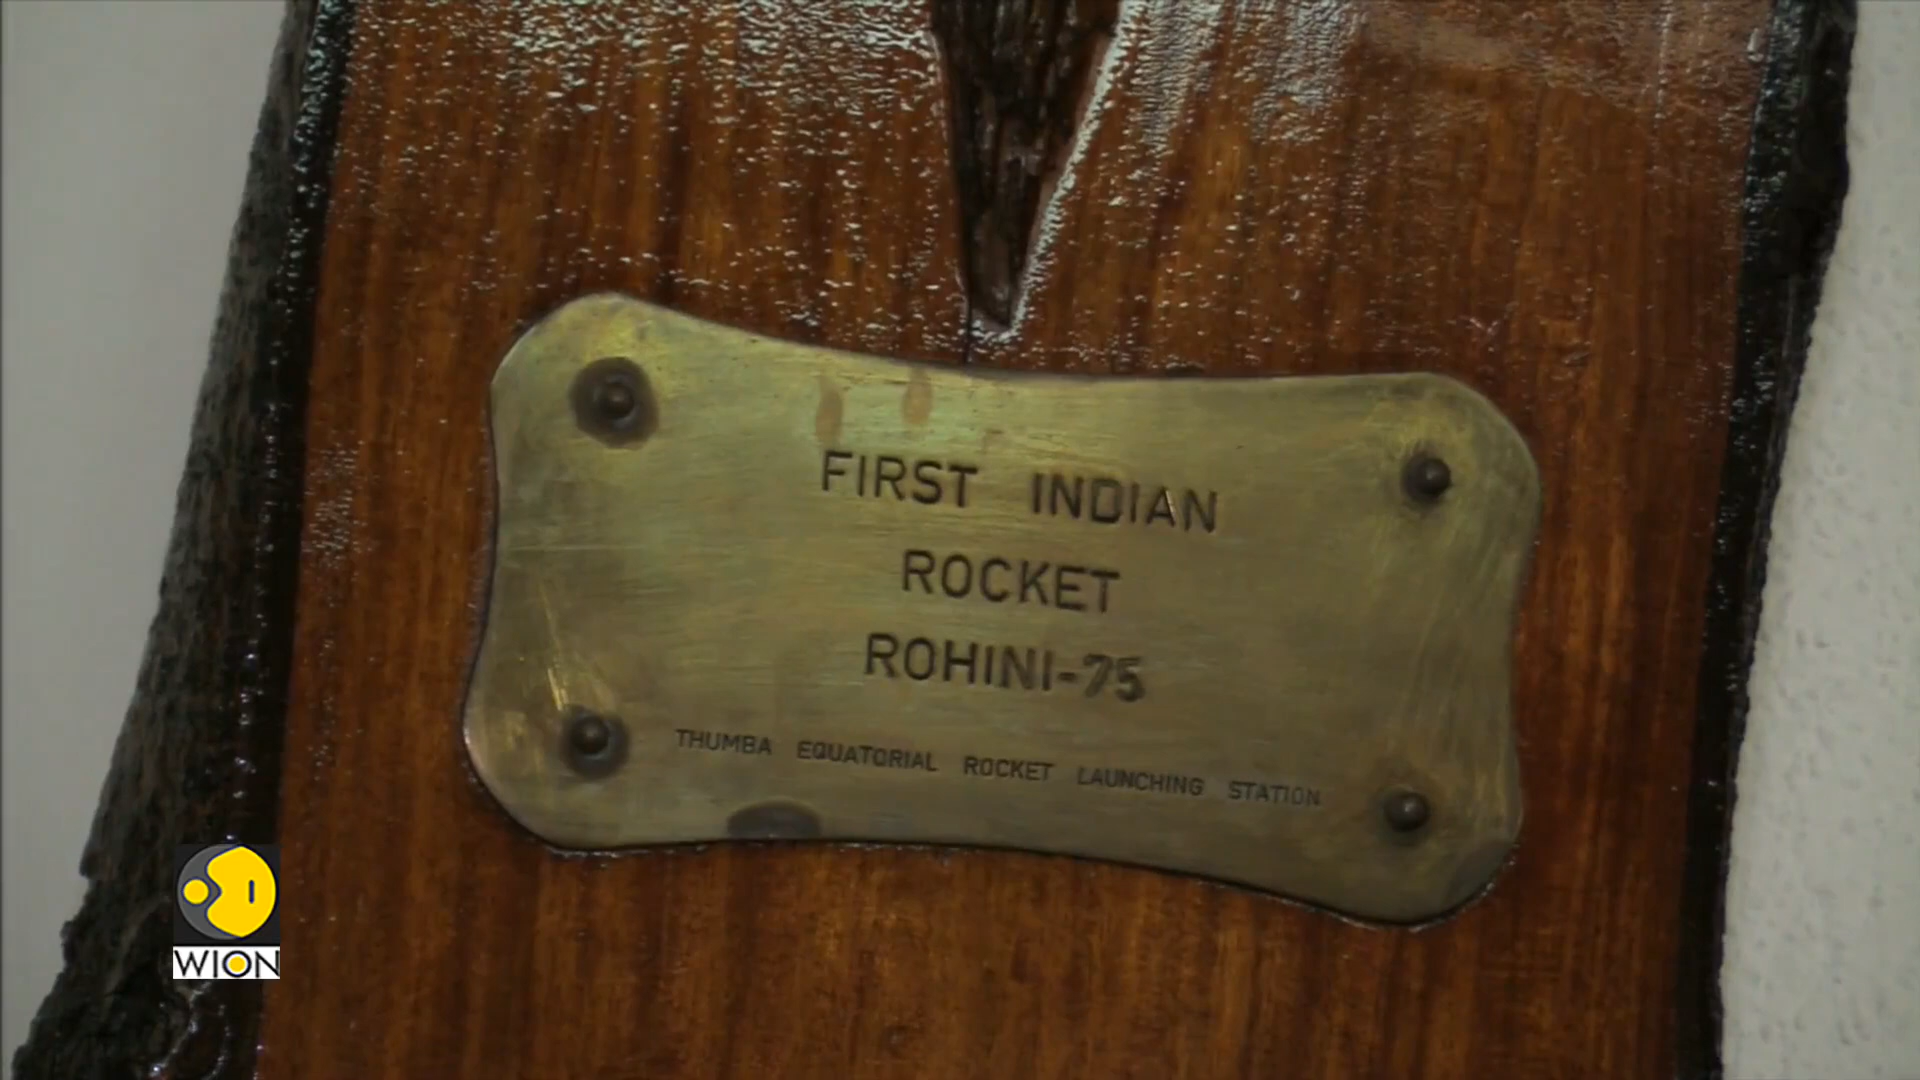 FIRST INDIAN
ROCKET
ROHINI-75
THUMBA EQUATORIAL ROCKET LAUNCHING STATION
WION